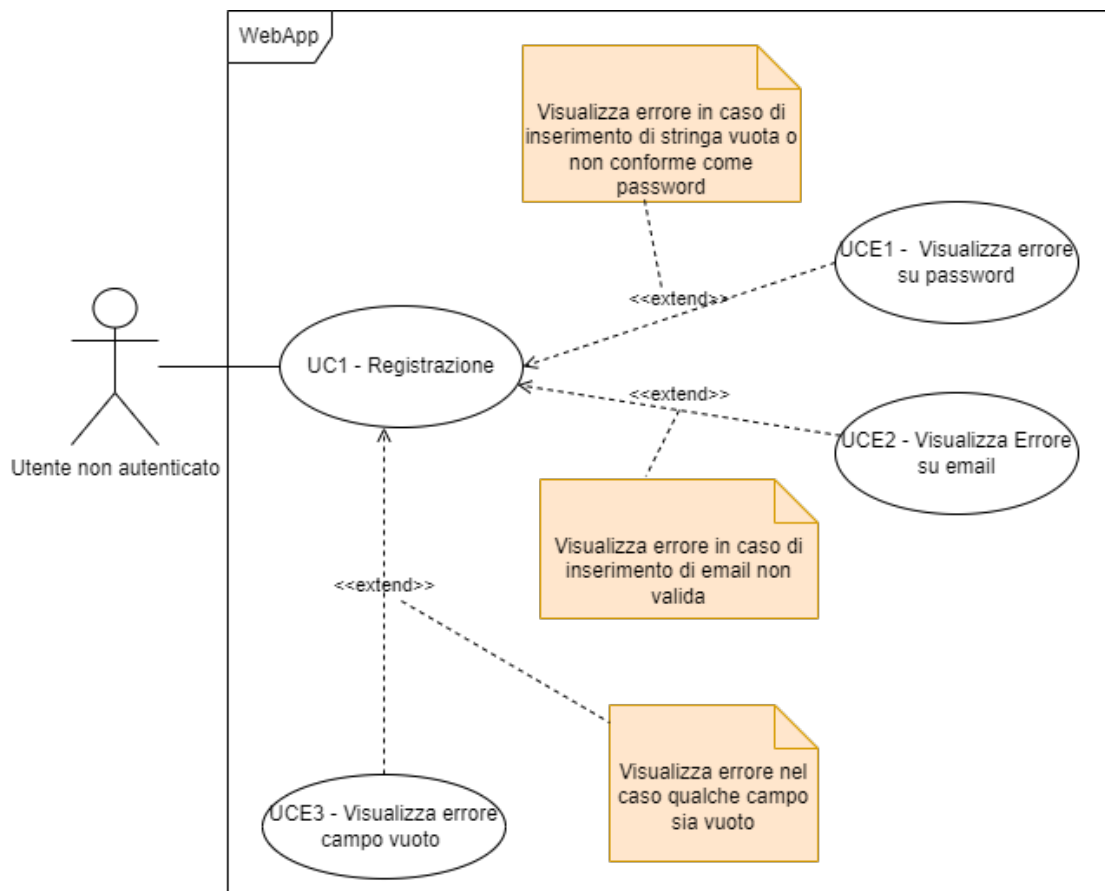 WebApp
Visualizza errore in caso di
inserimento di stringa vuota o
non conforme come
password
UCE1 -  Visualizza errore
su password
<<extend>>
UC1 - Registrazione
<<extend>>
UCE2 - Visualizza Errore
su email
Utente non autenticato
Visualizza errore in caso di
inserimento di email non
valida
<<extend>>
Visualizza errore nel
caso qualche campo
sia vuoto
UCE3 - Visualizza errore
campo vuoto